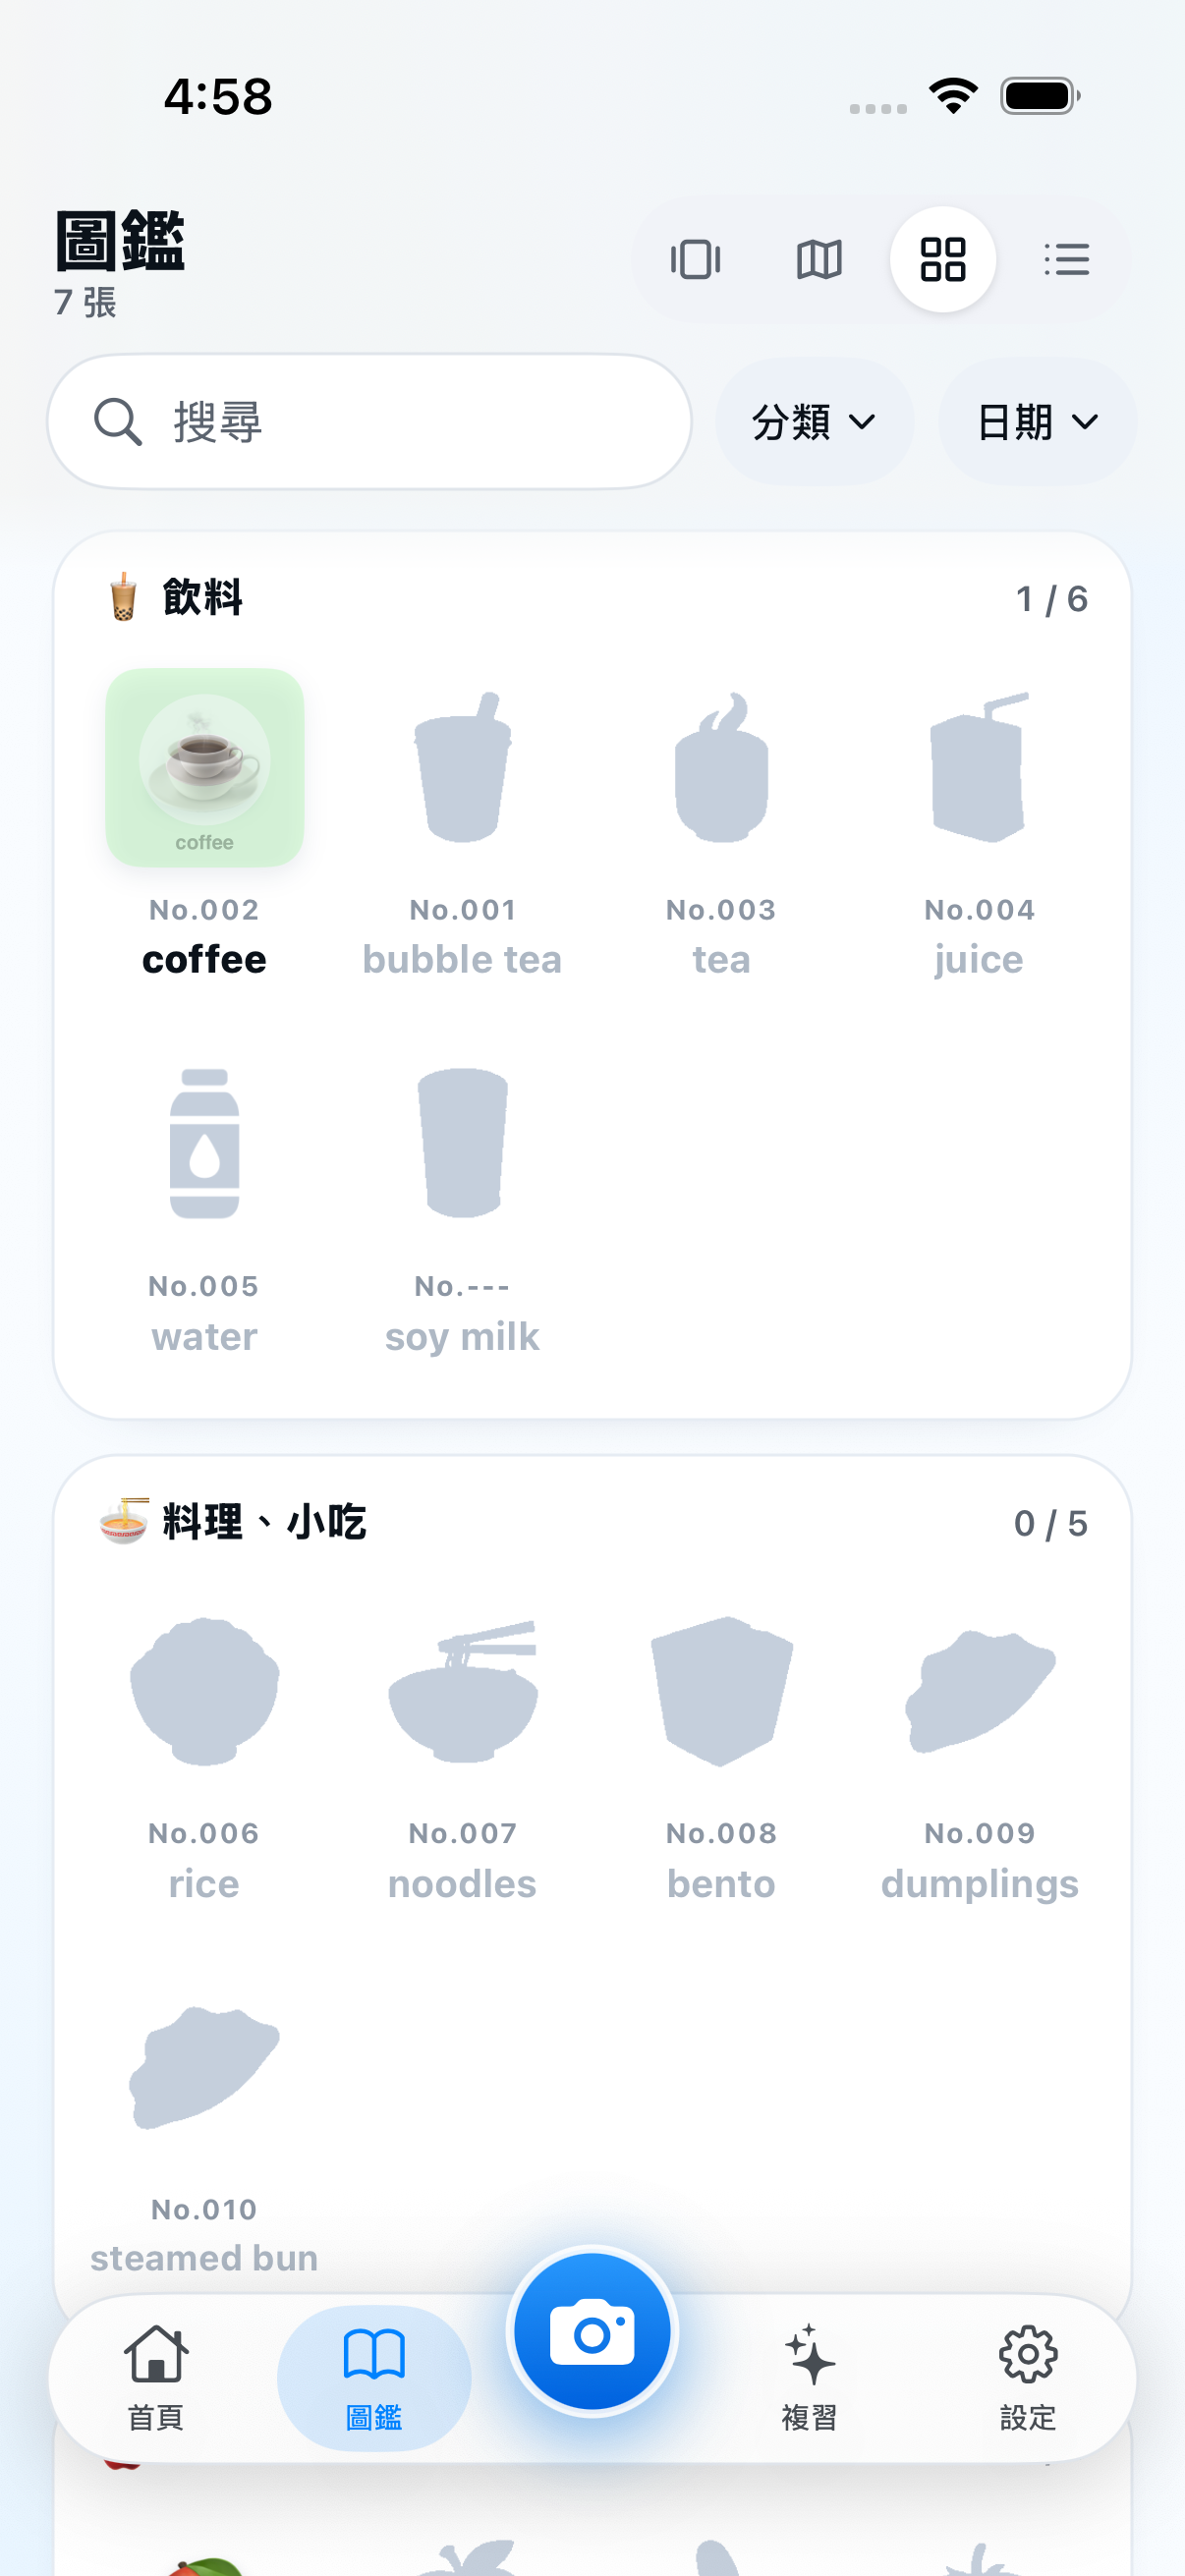 4:58
圖鑑
7 張
搜尋
分類
日期
飲料
1 / 6
coffee
No.002
No.001
No.003
No.004
coffee
bubble tea
tea
juice
No.005
No.---
water
soy milk
料理、小吃
0 / 5
No.006
No.007
No.008
No.009
rice
noodles
bento
dumplings
No.010
steamed bun
首頁
圖鑑
複習
設定